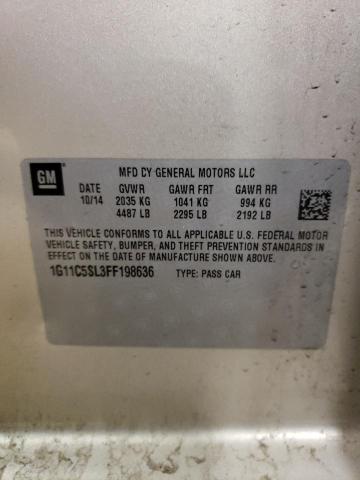 GM
MFD BY GENERAL MOTORS LLC
DATE GVWR GAWR FRT GAWR RR
10/14 2035 KG 1041 KG 994 KG
4487 LB 2295 LB 2192 LB
THIS VEHICLE CONFORMS TO ALL APPLICABLE U.S. FEDERAL MOTOR
VEHICLE SAFETY, BUMPER, AND THEFT PREVENTION STANDARDS
IN EFFECT ON THE DATE OF MANUFACTURE SHOWN ABOVE.
1G11C5SL3FF198636 TYPE: PASS CAR